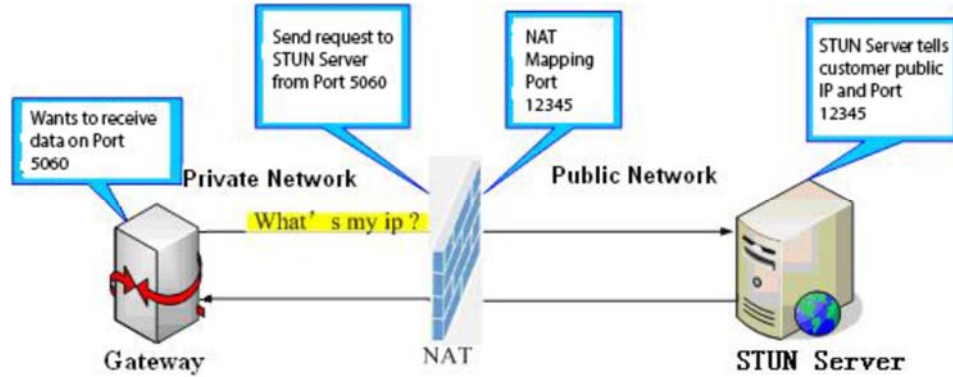 Send request to
STUN Server
from Port 5060
NAT
Mapping
Port
12345
STUN Server tells
customer public
IP and Port
12345
Wants to receive
data on Port
5060
Private Network
Public Network
What’s my ip ?
Gateway
NAT
STUN Server